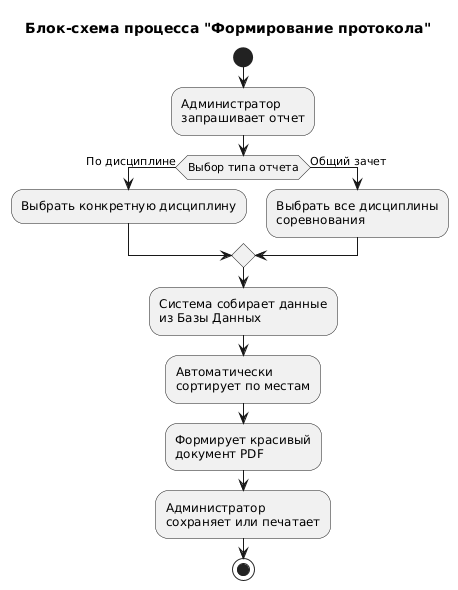 Блок-схема процесса "Формирование протокола"
Администратор
запрашивает отчет
По дисциплине
Выбор типа отчета
Общий зачет
Выбрать конкретную дисциплину
Выбрать все дисциплины
соревнования
Система собирает данные
из Базы Данных
Автоматически
сортирует по местам
Формирует красивый
документ PDF
Администратор
сохраняет или печатает